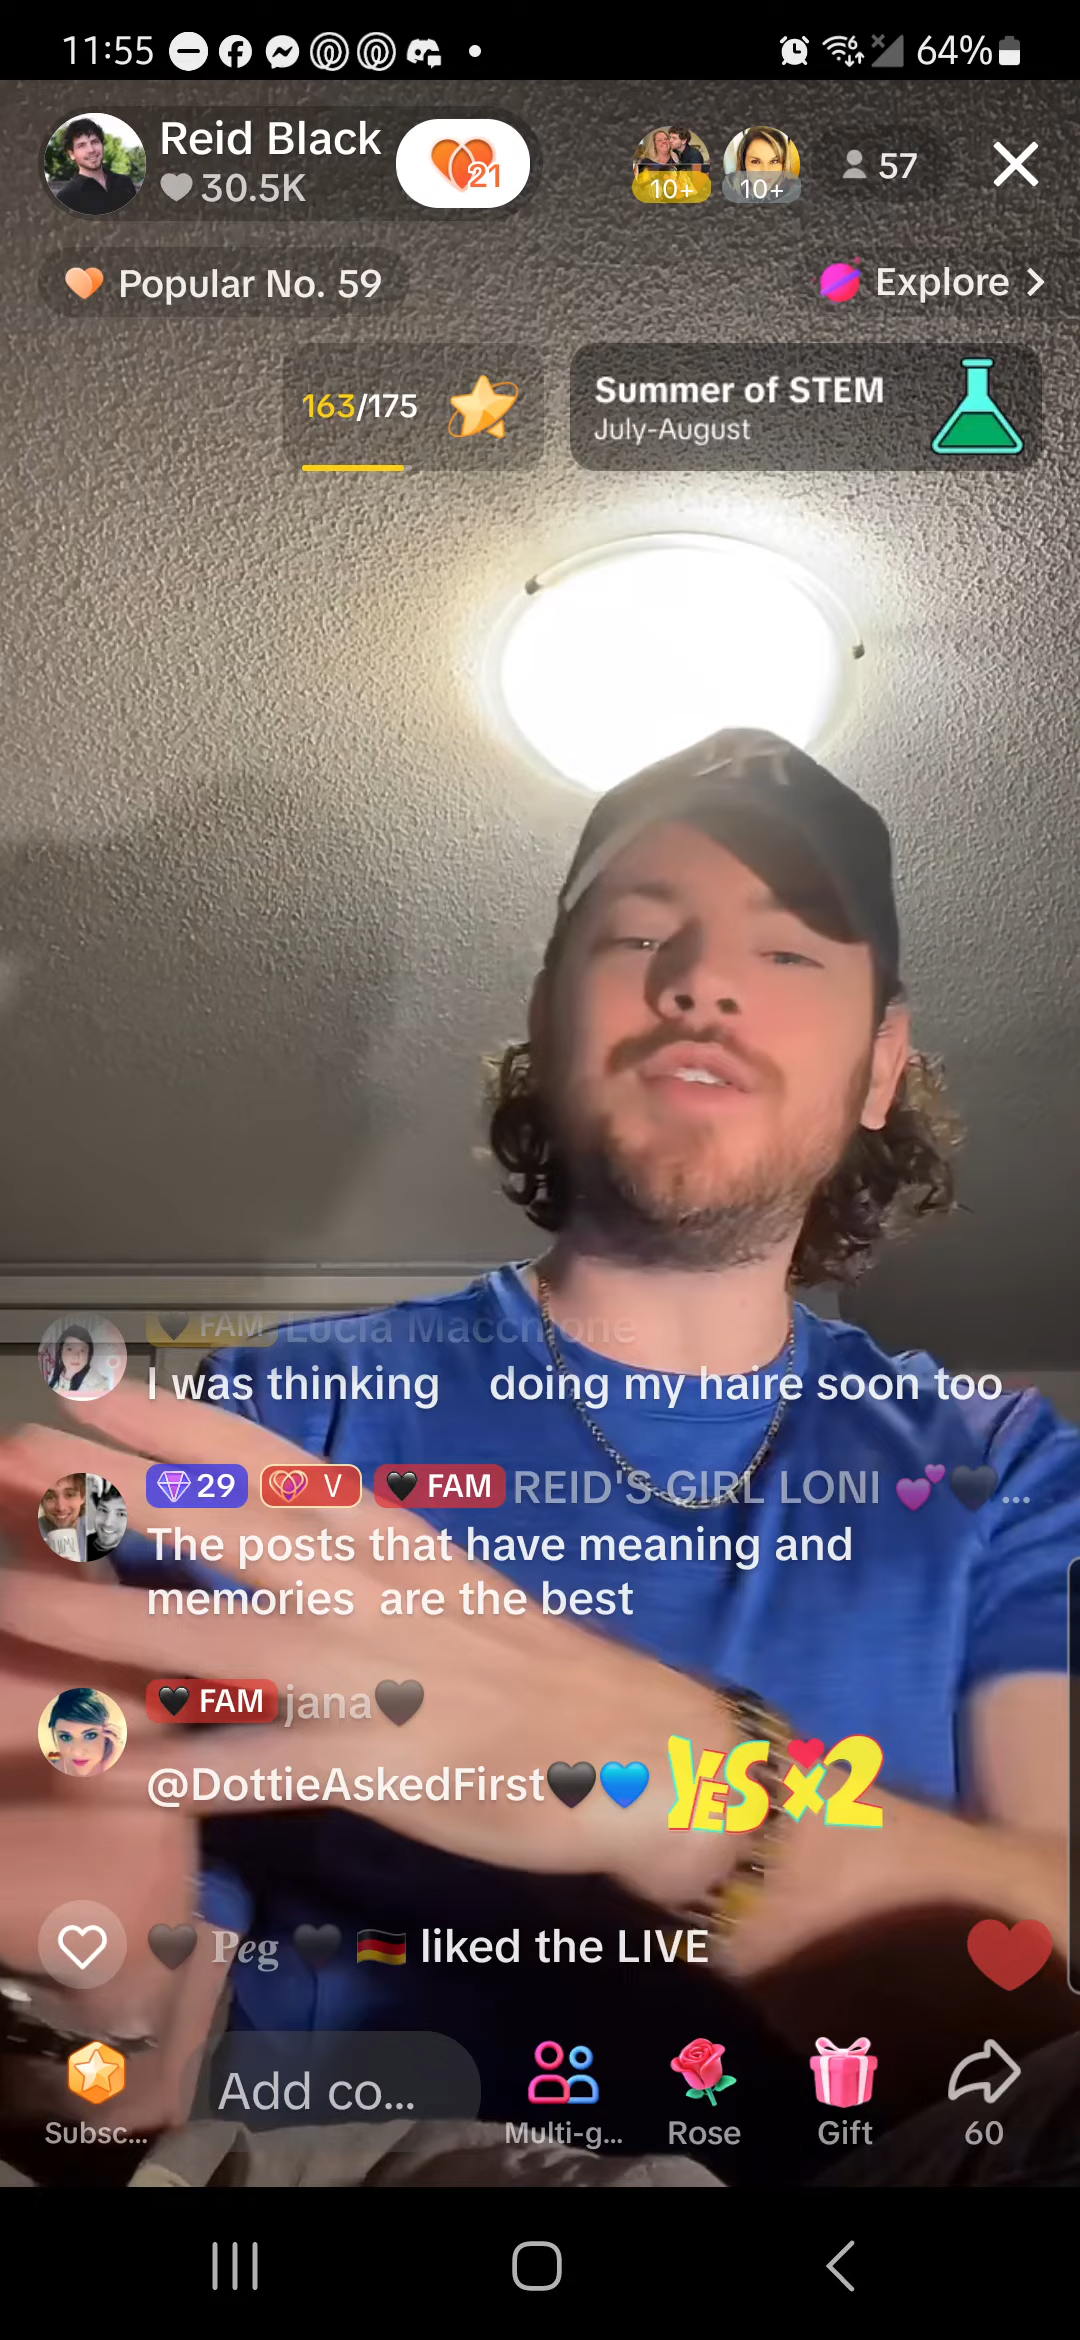 11:55
64%
Reid Black
30.5K
21
10+
10+
57
Popular No. 59
Explore
163/175
Summer of STEM
July-August
FAM Lucia Macchione
I was thinking doing my haire soon too
29 V FAM REID'S GIRL LONI 💕🖤...
The posts that have meaning and
memories are the best
FAM jana🖤
@DottieAskedFirst🖤💙 YES x2
🖤 Peg 🖤 🇩🇪 liked the LIVE
Add co...
Subsc...
Multi-g...
Rose
Gift
60